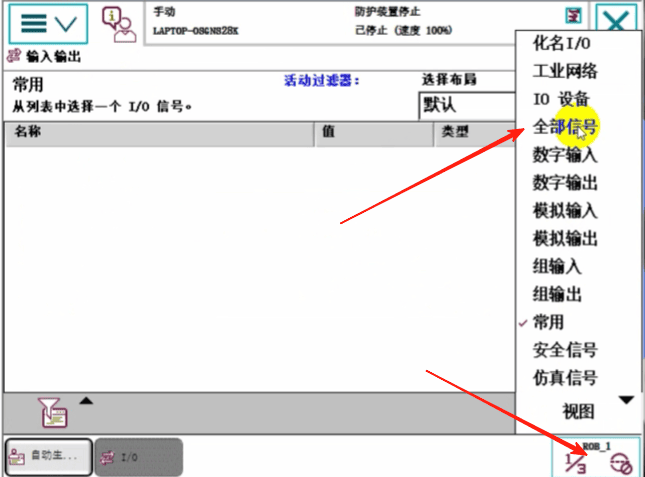 手动
防护装置停止
LAPTOP-O8GN828K
已停止 (速度 100%)
输入输出
常用
活动过滤器:
选择布局
从列表中选择一个 I/O 信号。
默认
名称
值
类型
化名I/O
工业网络
IO 设备
全部信号
数字输入
数字输出
模拟输入
模拟输出
组输入
组输出
常用
安全信号
仿真信号
视图
自动生...
I/O
ROB_1
1/3